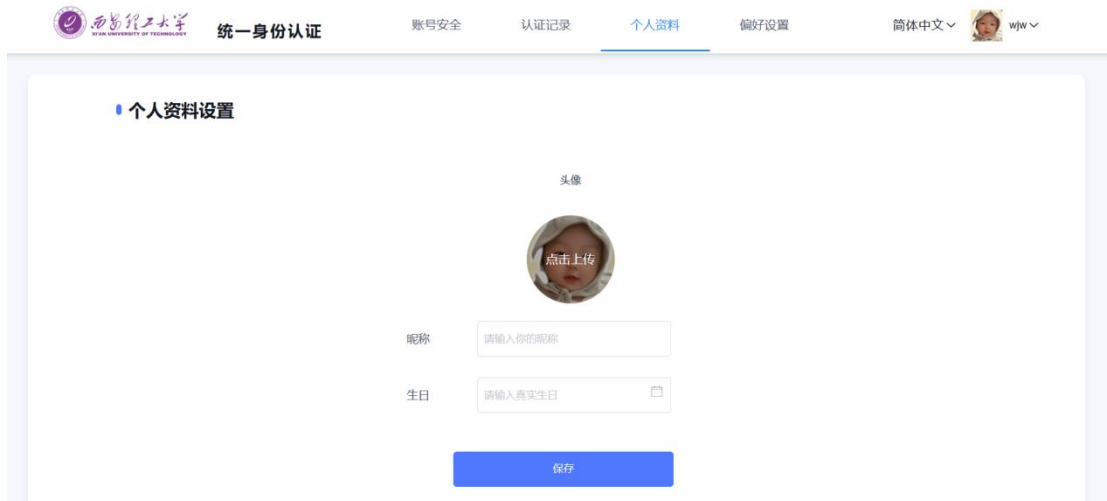 西安理工大学
XI'AN UNIVERSITY OF TECHNOLOGY
统一身份认证
账号安全
认证记录
个人资料
偏好设置
简体中文
wjw
个人资料设置
头像
点击上传
昵称
请输入你的昵称
生日
请输入真实生日
保存